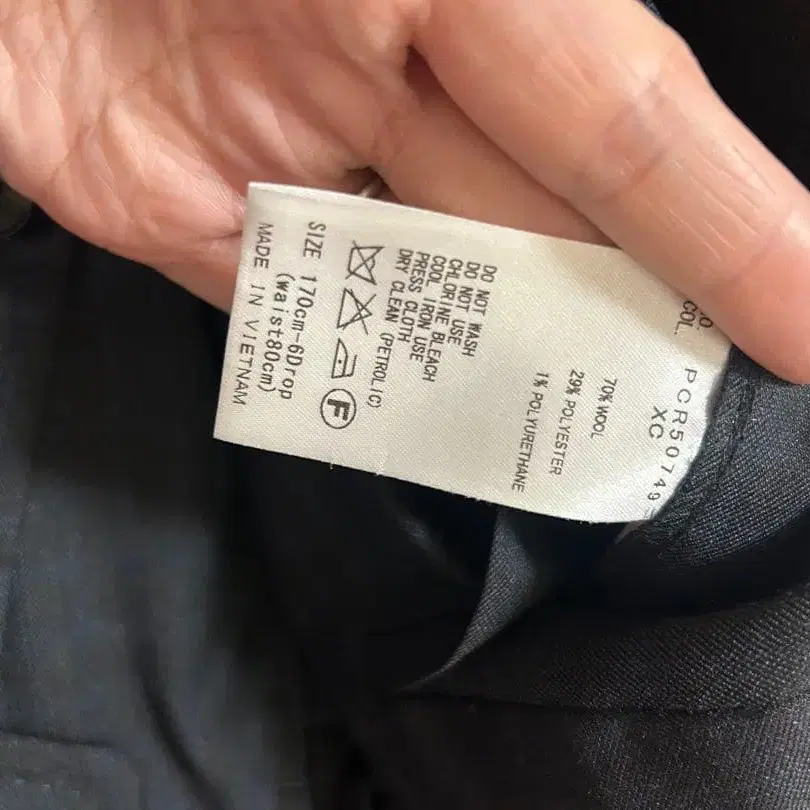 COL. PCR50749
XC
70% WOOL
29% POLYESTER
1% POLYURETHANE
DO NOT WASH
DO NOT USE
CHLORINE BLEACH
COOL IRON USE
PRESS CLOTH
DRY CLEAN (PETROL(C)
F
SIZE 170cm-6Drop
(waist80cm)
MADE IN VIETNAM